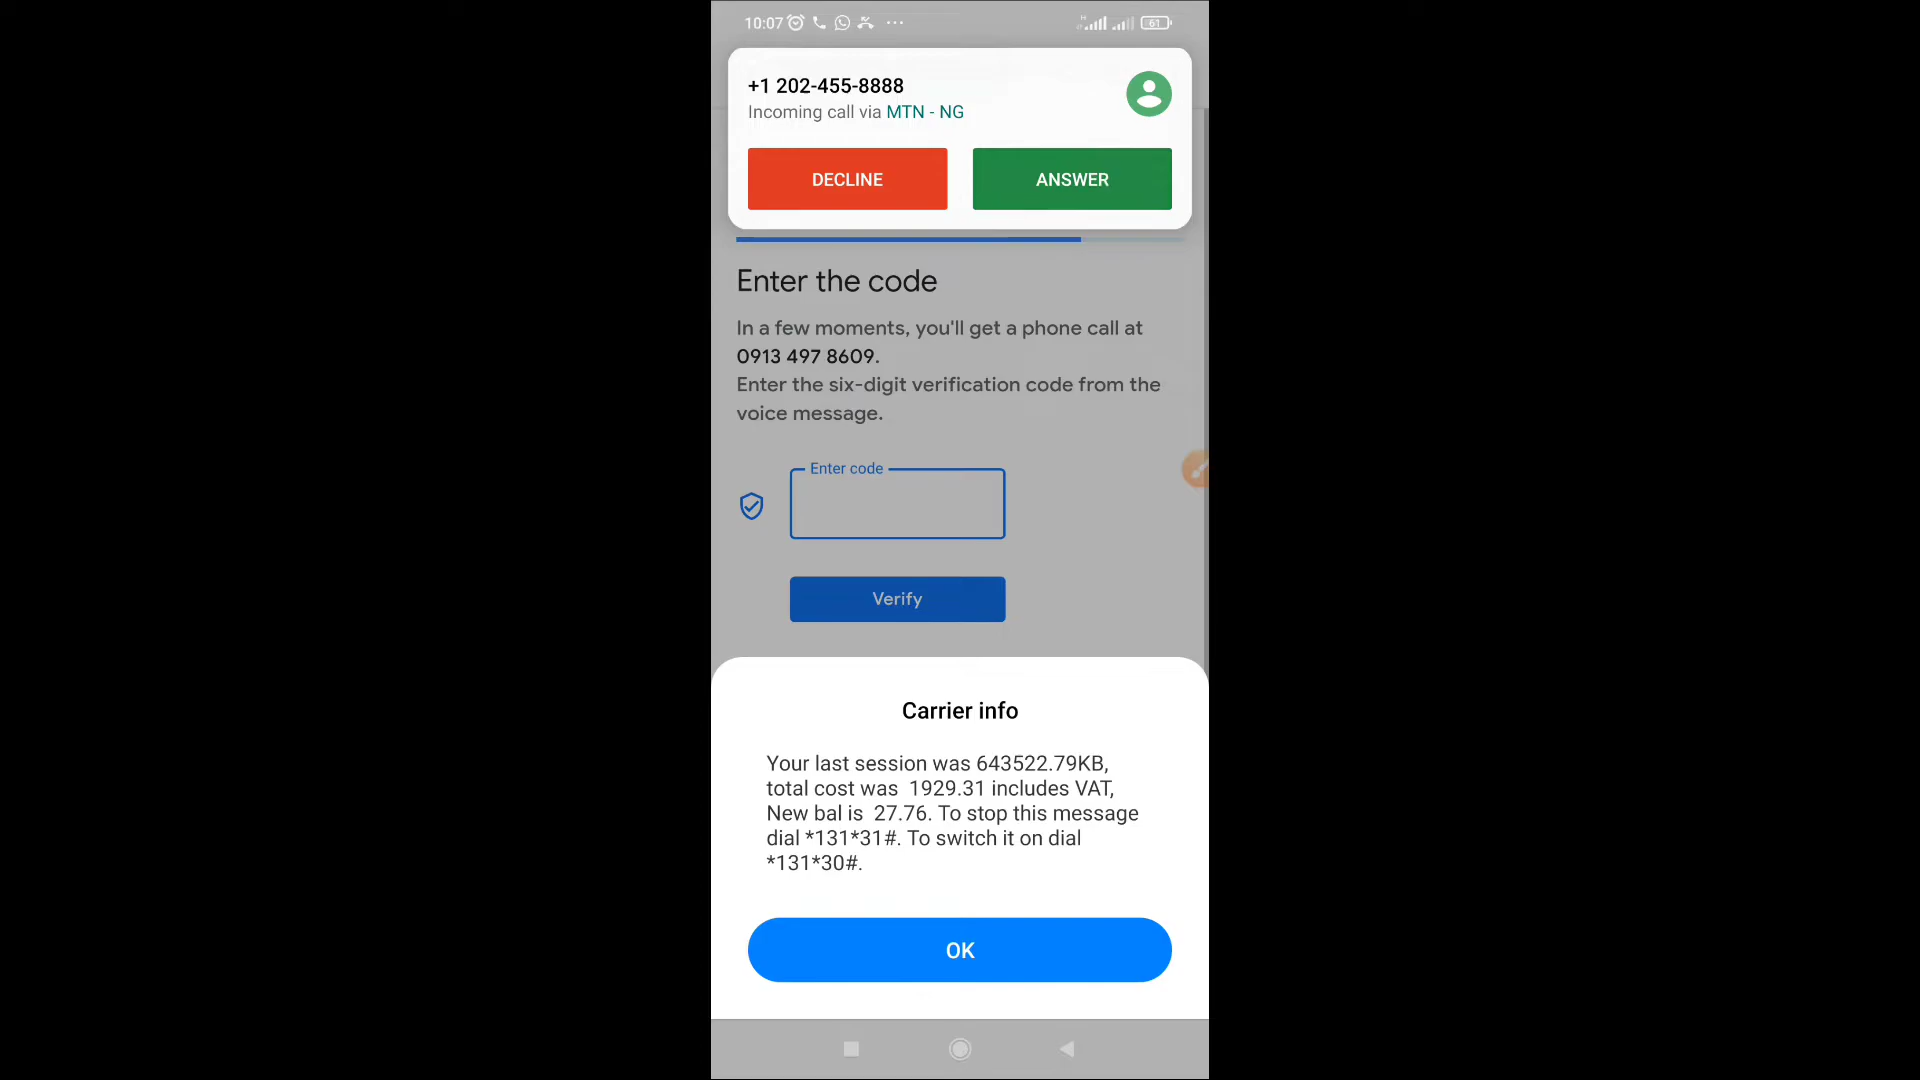 10:07
61
+1 202-455-8888
Incoming call via MTN - NG
DECLINE
ANSWER
Enter the code
In a few moments, you'll get a phone call at
0913 497 8609.
Enter the six-digit verification code from the
voice message.
Enter code
Verify
Carrier info
Your last session was 643522.79KB,
total cost was 1929.31 includes VAT,
New bal is 27.76. To stop this message
dial *131*31#. To switch it on dial
*131*30#.
OK